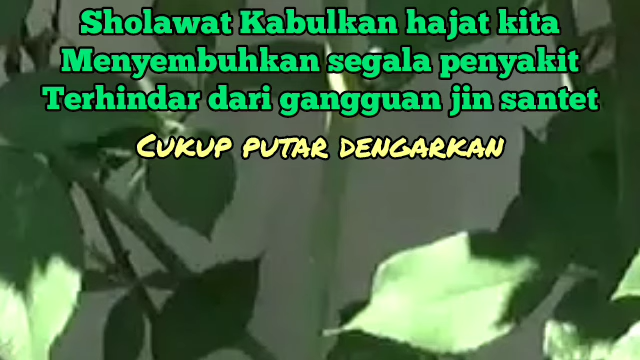 Sholawat Kabulkan hajat kita
Menyembuhkan segala penyakit
Terhindar dari gangguan jin santet
Cukup putar dengarkan